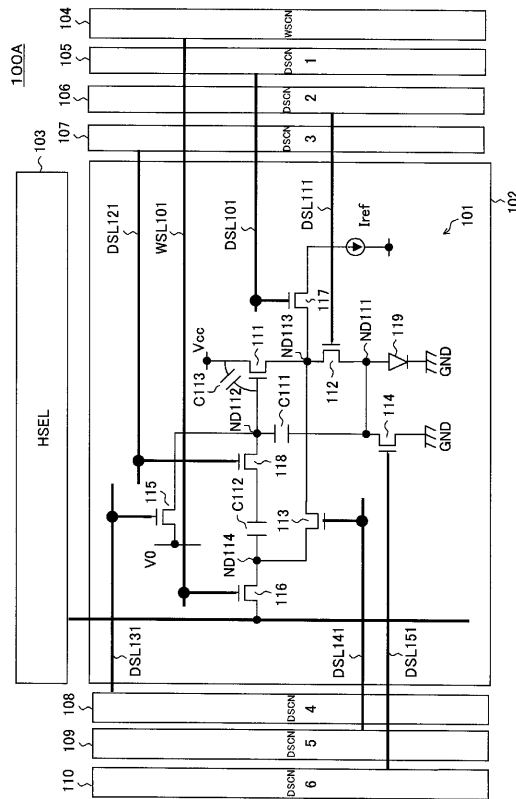 100A
103
HSEL
104
WSCN
105
DSCN 1
106
DSCN 2
107
DSCN 3
102
101
DSL121
WSL101
DSL101
DSL111
Iref
117
Vcc
C113
111
ND113
ND112
C111
112
ND111
119
GND
114
GND
115
118
C112
113
V0
ND114
116
DSL131
DSL141
DSL151
108
DSCN 4
109
DSCN 5
110
DSCN 6